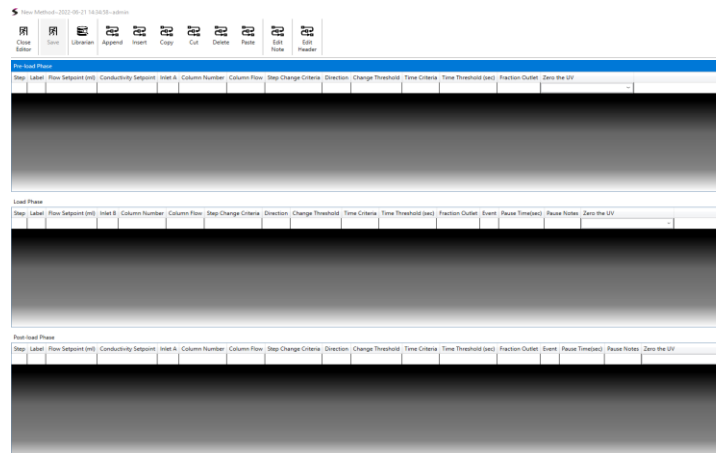 New Method--2022-06-21 14:54:58--admin
Close Editor
Save
Librarian
Append
Insert
Copy
Cut
Delete
Paste
Edit Note
Edit Header
Pre-load Phase
Step Label Flow Setpoint (ml) Conductivity Setpoint Inlet A Column Number Column Flow Step Change Criteria Direction Change Threshold Time Criteria Time Threshold (sec) Fraction Outlet Zero the UV
Load Phase
Step Label Flow Setpoint (ml) Inlet B Column Number Column Flow Step Change Criteria Direction Change Threshold Time Criteria Time Threshold (sec) Fraction Outlet Event Pause Time(sec) Pause Notes Zero the UV
Post-load Phase
Step Label Flow Setpoint (ml) Conductivity Setpoint Inlet A Column Number Column Flow Step Change Criteria Direction Change Threshold Time Criteria Time Threshold (sec) Fraction Outlet Event Pause Time(sec) Pause Notes Zero the UV